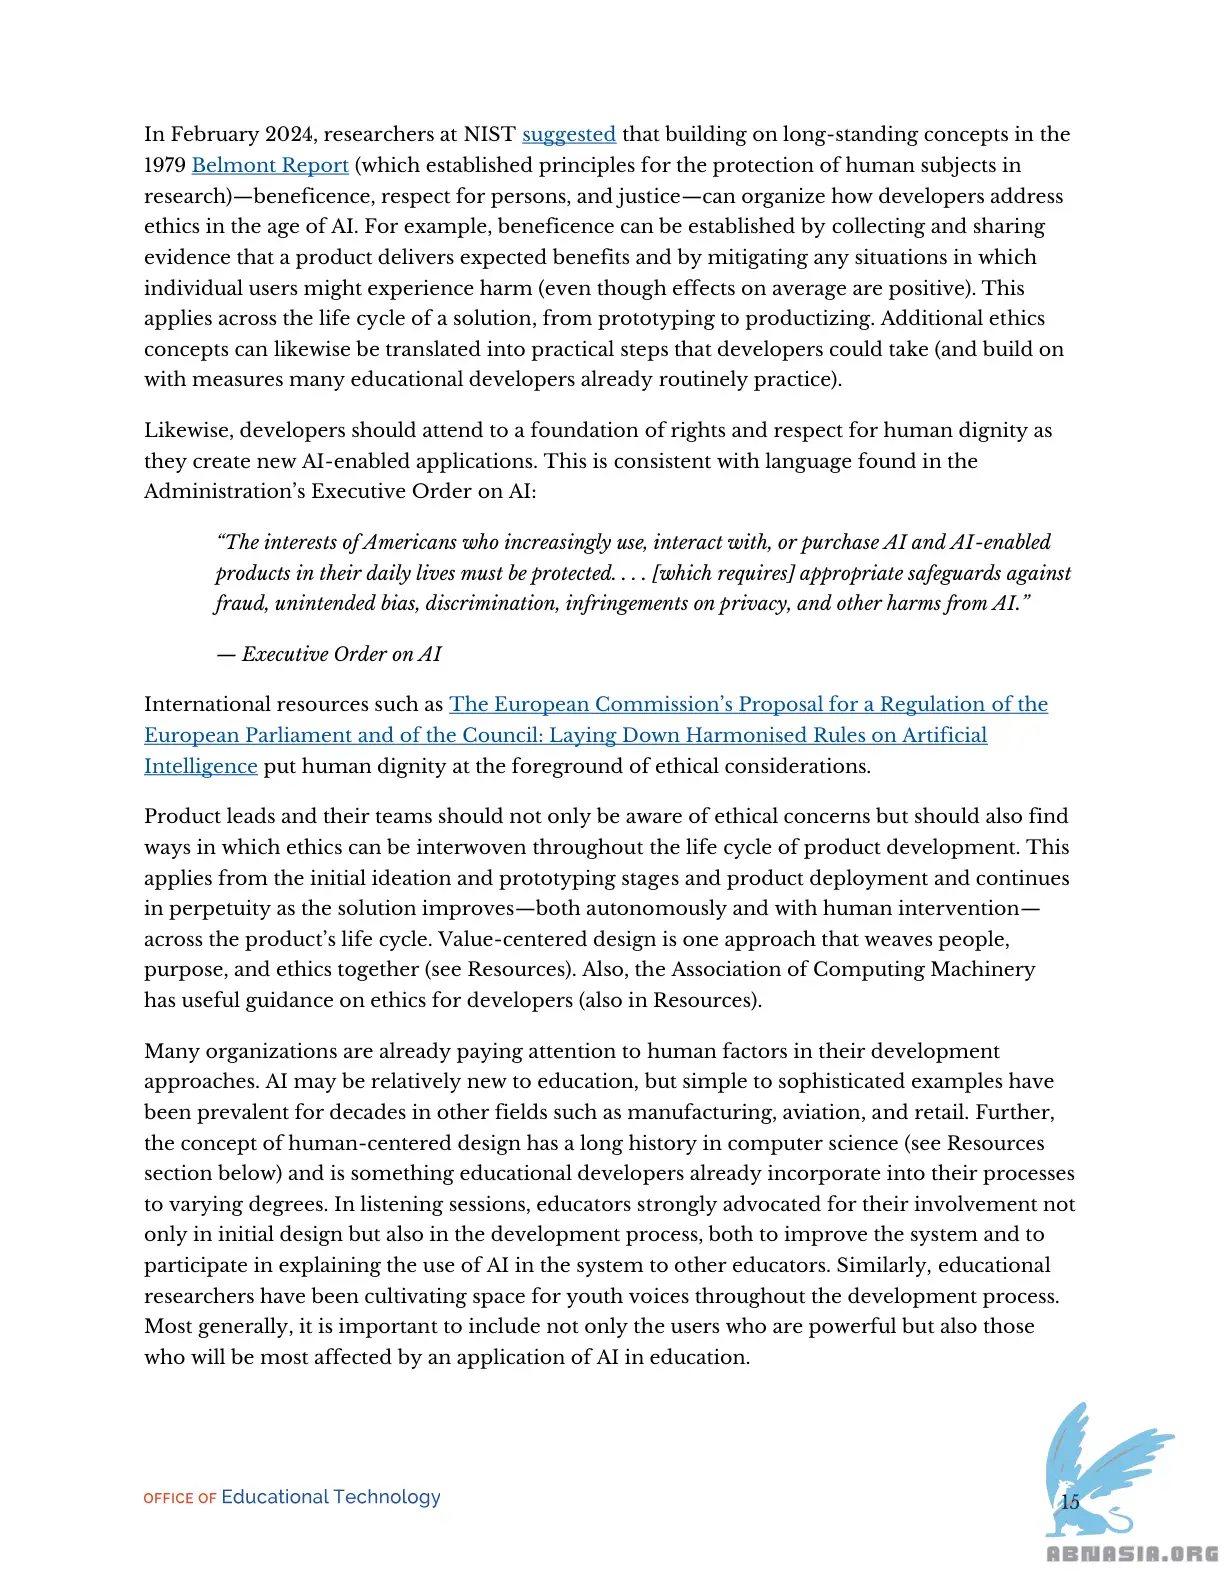 In February 2024, researchers at NIST suggested that building on long-standing concepts in the
1979 Belmont Report (which established principles for the protection of human subjects in
research)—beneficence, respect for persons, and justice—can organize how developers address
ethics in the age of AI. For example, beneficence can be established by collecting and sharing
evidence that a product delivers expected benefits and by mitigating any situations in which
individual users might experience harm (even though effects on average are positive). This
applies across the life cycle of a solution, from prototyping to productizing. Additional ethics
concepts can likewise be translated into practical steps that developers could take (and build on
with measures many educational developers already routinely practice).
Likewise, developers should attend to a foundation of rights and respect for human dignity as
they create new AI-enabled applications. This is consistent with language found in the
Administration’s Executive Order on AI:
“The interests of Americans who increasingly use, interact with, or purchase AI and AI-enabled
products in their daily lives must be protected. . . . [which requires] appropriate safeguards against
fraud, unintended bias, discrimination, infringements on privacy, and other harms from AI.”
— Executive Order on AI
International resources such as The European Commission’s Proposal for a Regulation of the
European Parliament and of the Council: Laying Down Harmonised Rules on Artificial
Intelligence put human dignity at the foreground of ethical considerations.
Product leads and their teams should not only be aware of ethical concerns but should also find
ways in which ethics can be interwoven throughout the life cycle of product development. This
applies from the initial ideation and prototyping stages and product deployment and continues
in perpetuity as the solution improves—both autonomously and with human intervention—
across the product’s life cycle. Value-centered design is one approach that weaves people,
purpose, and ethics together (see Resources). Also, the Association of Computing Machinery
has useful guidance on ethics for developers (also in Resources).
Many organizations are already paying attention to human factors in their development
approaches. AI may be relatively new to education, but simple to sophisticated examples have
been prevalent for decades in other fields such as manufacturing, aviation, and retail. Further,
the concept of human-centered design has a long history in computer science (see Resources
section below) and is something educational developers already incorporate into their processes
to varying degrees. In listening sessions, educators strongly advocated for their involvement not
only in initial design but also in the development process, both to improve the system and to
participate in explaining the use of AI in the system to other educators. Similarly, educational
researchers have been cultivating space for youth voices throughout the development process.
Most generally, it is important to include not only the users who are powerful but also those
who will be most affected by an application of AI in education.
OFFICE OF Educational Technology
15
ABNASIA.ORG